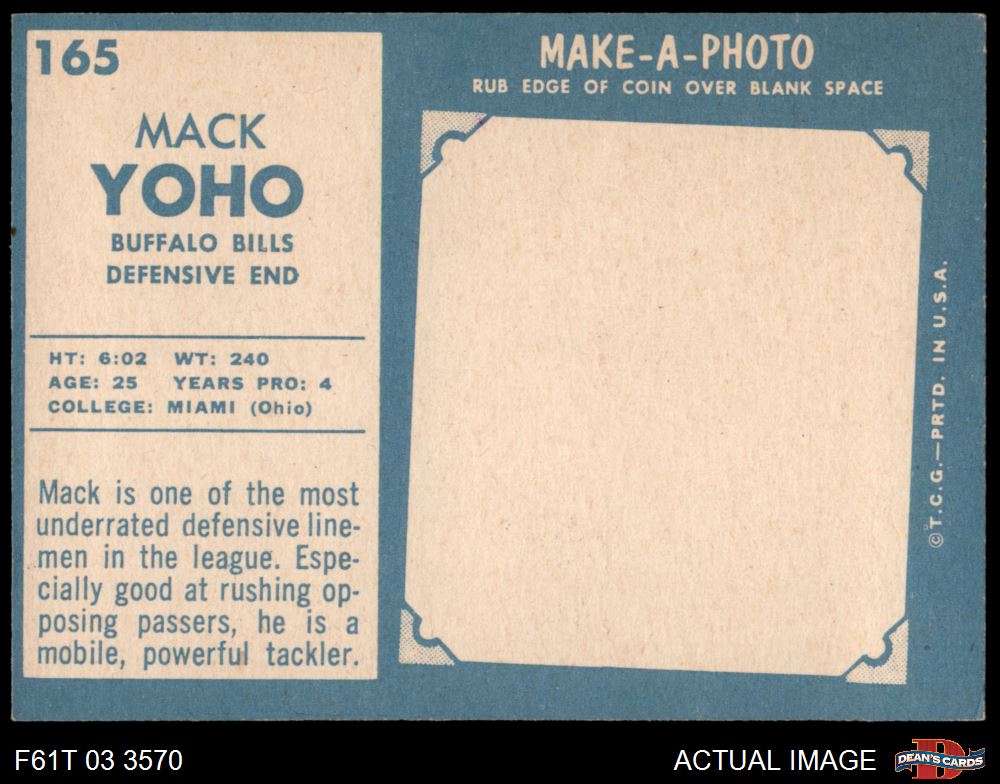 165
MACK
YOHO
BUFFALO BILLS
DEFENSIVE END
HT: 6:02 WT: 240
AGE: 25 YEARS PRO: 4
COLLEGE: MIAMI (Ohio)
Mack is one of the most
underrated defensive line-
men in the league. Espe-
cially good at rushing op-
posing passers, he is a
mobile, powerful tackler.
MAKE-A-PHOTO
RUB EDGE OF COIN OVER BLANK SPACE
©T.C.G.—PRTD. IN U.S.A.
F61T 03 3570
ACTUAL IMAGE
D
DEAN'S CARDS